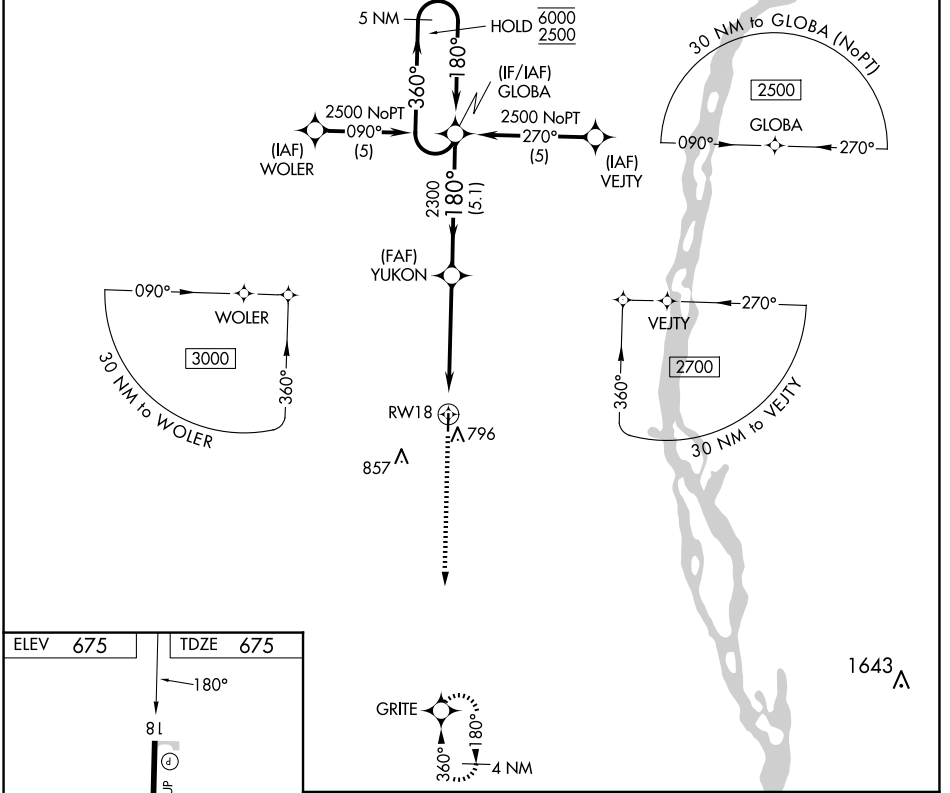 5 NM
HOLD 6000
2500
360°
180°
(IF/IAF)
GLOBA
2500 NoPT
090°
(5)
(IAF)
WOLER
2500 NoPT
270°
(5)
(IAF)
VEJTY
30 NM to GLOBA (NoPT)
2500
GLOBA
090°
270°
2300
180°
(5.1)
(FAF)
YUKON
090°
WOLER
3000
360°
30 NM to WOLER
270°
VEJTY
2700
360°
30 NM to VEJTY
RW18
796
857
ELEV 675
TDZE 675
180°
18
P
UP
GRITE
360°
180°
4 NM
1643